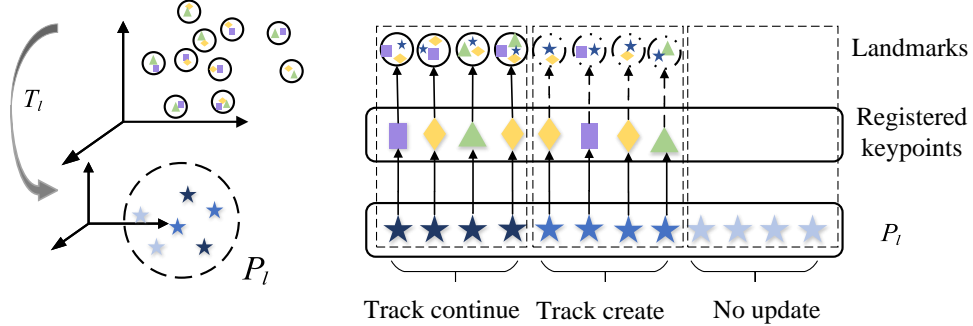 T_l
P_l
Landmarks
Registered
keypoints
P_l
Track continue
Track create
No update